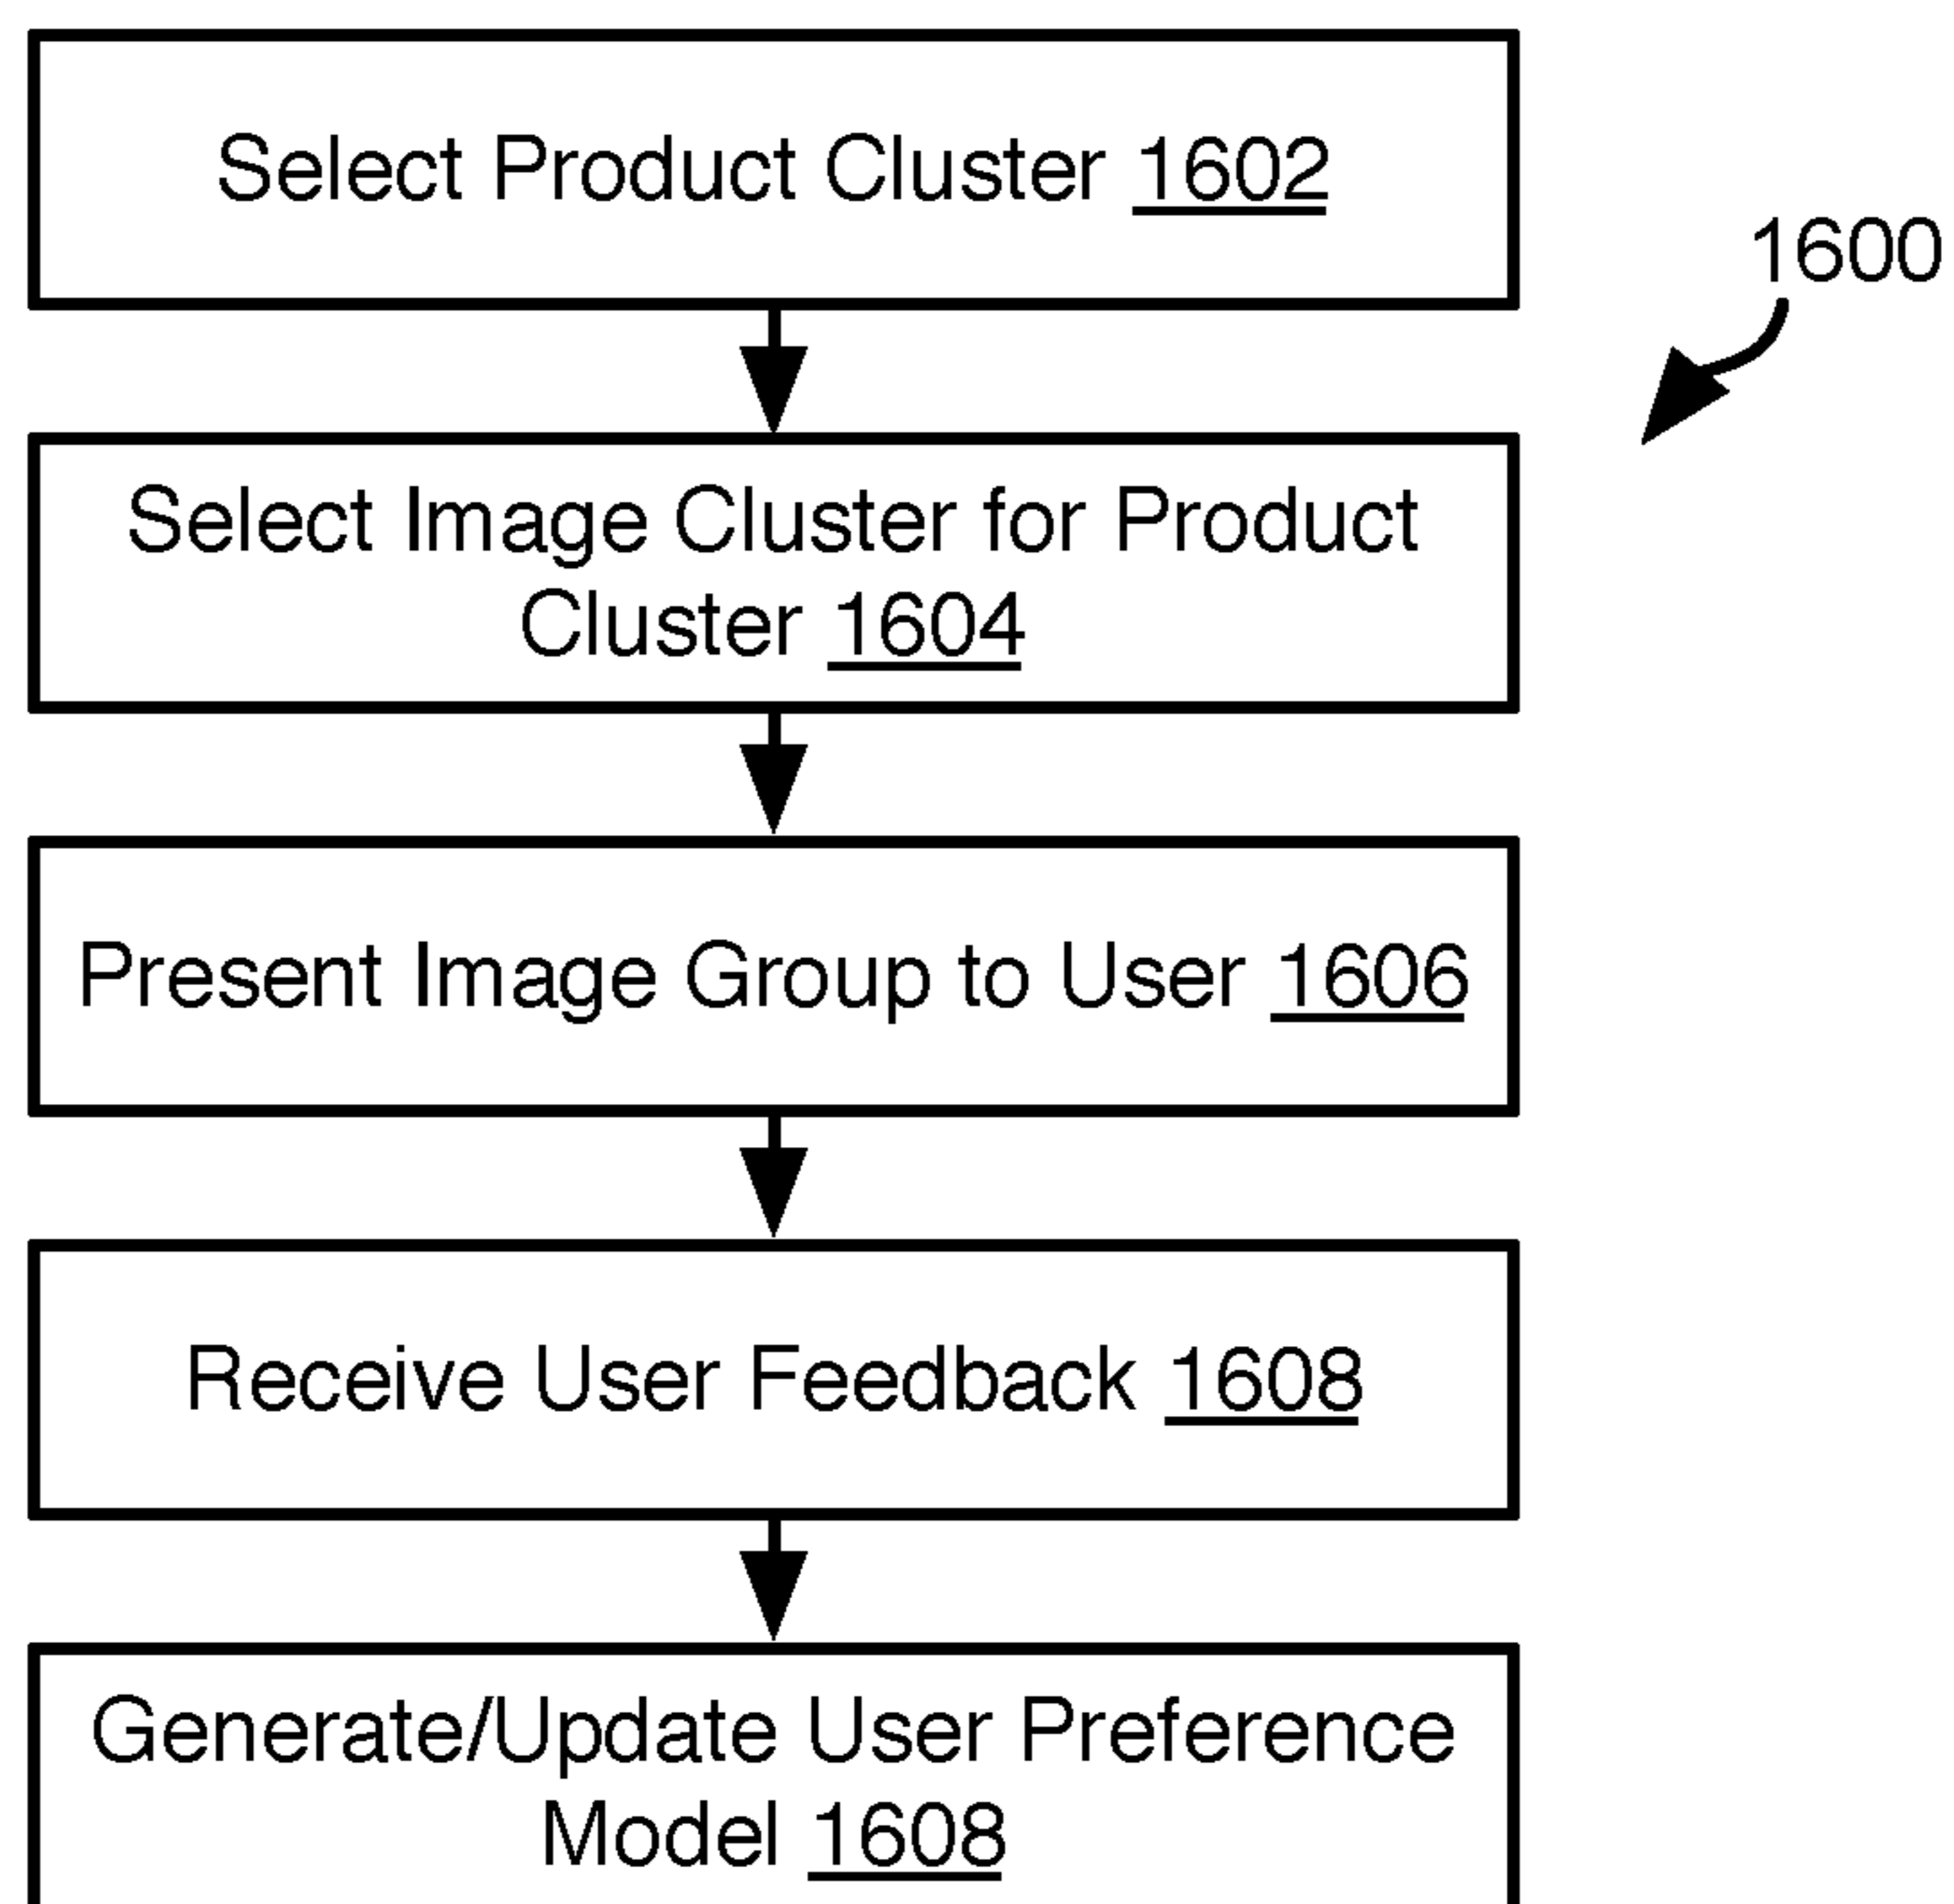 Select Product Cluster 1602
1600
Select Image Cluster for Product
Cluster 1604
Present Image Group to User 1606
Receive User Feedback 1608
Generate/Update User Preference
Model 1608